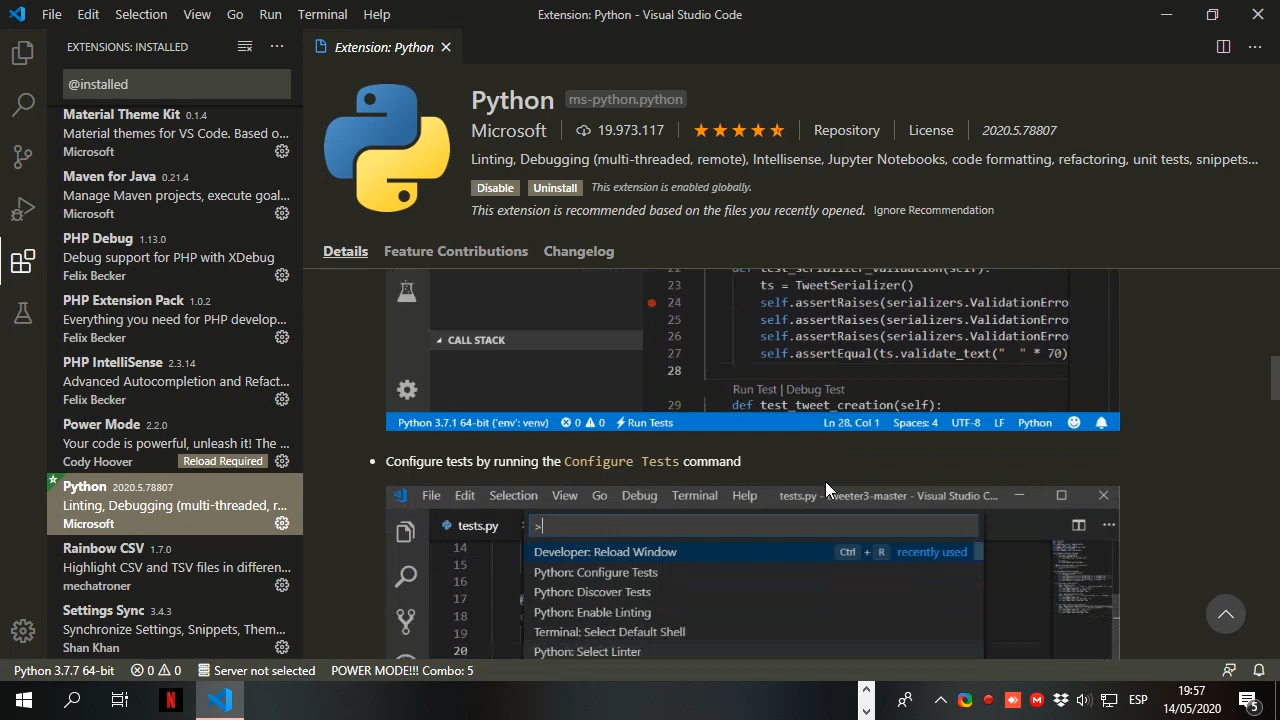 File Edit Selection View Go Run Terminal Help Extension: Python - Visual Studio Code
EXTENSIONS: INSTALLED
@installed
Material Theme Kit 0.1.4
Material themes for VS Code. Based o...
Microsoft
Maven for Java 0.21.4
Manage Maven projects, execute goal...
Microsoft
PHP Debug 1.13.0
Debug support for PHP with XDebug
Felix Becker
PHP Extension Pack 1.0.2
Everything you need for PHP develop...
Felix Becker
PHP IntelliSense 2.3.14
Advanced Autocompletion and Refact...
Felix Becker
Power Mode 2.2.0
Your code is powerful, unleash it! The ...
Cody Hoover Reload Required
Python 2020.5.78807
Linting, Debugging (multi-threaded, r...
Microsoft
Rainbow CSV 1.7.0
Highlight CSV and TSV files in differen...
mechatroner
Settings Sync 3.4.3
Synchronize Settings, Snippets, Them...
Shan Khan
Extension: Python
Python ms-python.python
Microsoft 19.973.117 Repository License 2020.5.78807
Linting, Debugging (multi-threaded, remote), Intellisense, Jupyter Notebooks, code formatting, refactoring, unit tests, snippets...
Disable Uninstall This extension is enabled globally.
This extension is recommended based on the files you recently opened. Ignore Recommendation
Details Feature Contributions Changelog
22 def test_serializer_validation(self):
23 ts = TweetSerializer()
24 self.assertRaises(serializers.ValidationErro
25 self.assertRaises(serializers.ValidationErro
26 self.assertRaises(serializers.ValidationErro
27 self.assertEqual(ts.validate_text(" " * 70)
28
Run Test | Debug Test
29 def test_tweet_creation(self):
CALL STACK
Python 3.7.1 64-bit ('env': venv) 0 0 Run Tests Ln 28, Col 1 Spaces: 4 UTF-8 LF Python
• Configure tests by running the Configure Tests command
File Edit Selection View Go Debug Terminal Help tests.py - tweeter3-master - Visual Studio C...
tests.py >
14
15
16
17
18
19
20
Developer: Reload Window Ctrl + R recently used
Python: Configure Tests
Python: Discover Tests
Python: Enable Linting
Terminal: Select Default Shell
Python: Select Linter
Python 3.7.7 64-bit 0 0 Server not selected POWER MODE!!! Combo: 5
ESP
19:57
14/05/2020
5